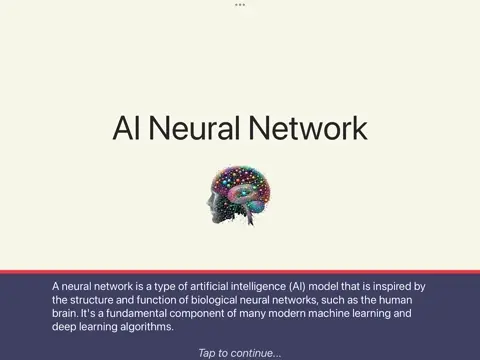 AI Neural Network
A neural network is a type of artificial intelligence (AI) model that is inspired by
the structure and function of biological neural networks, such as the human
brain. It's a fundamental component of many modern machine learning and
deep learning algorithms.
Tap to continue...